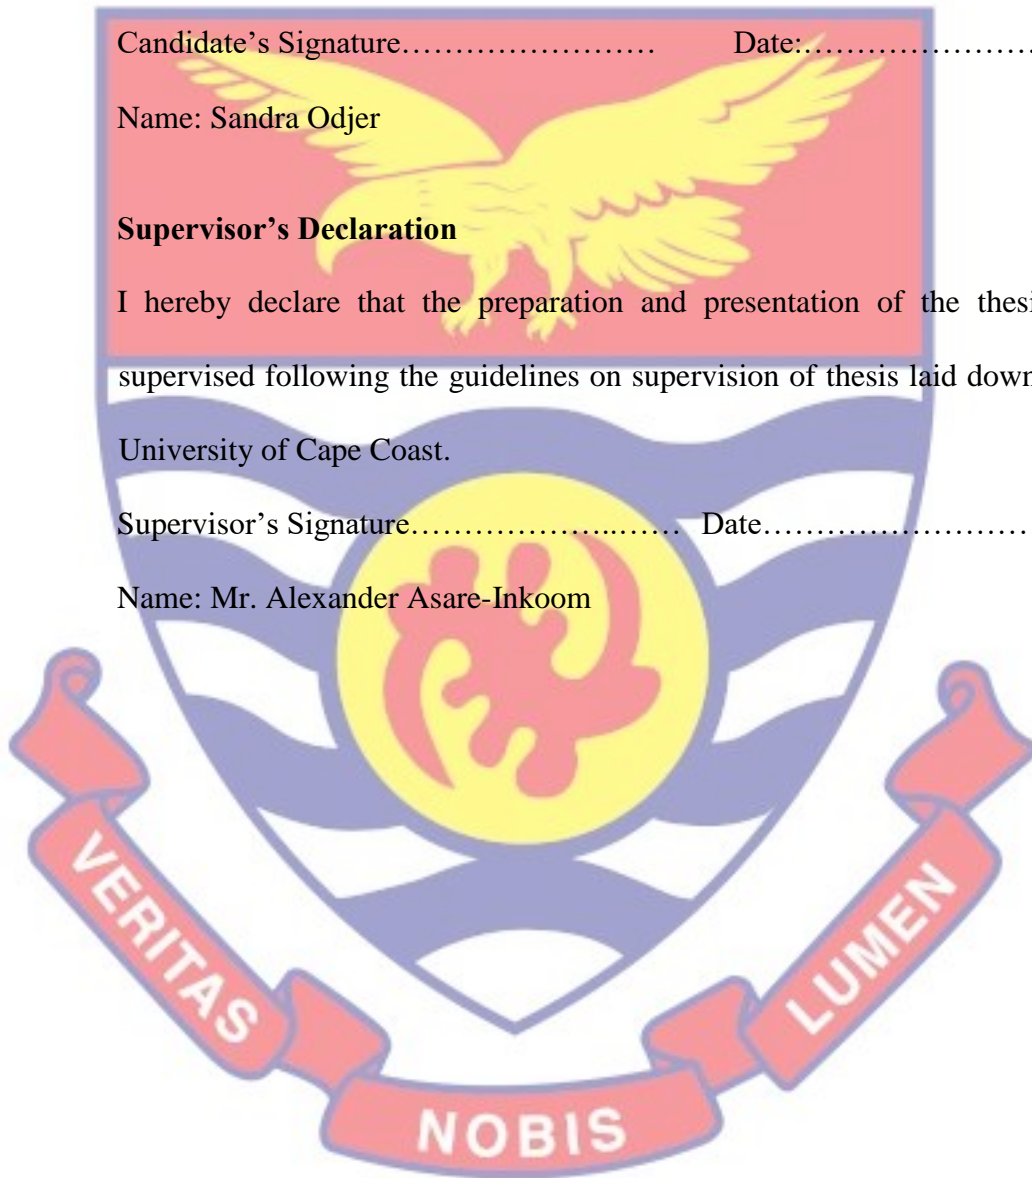 Candidate’s Signature…………………… Date:…………………..
Name: Sandra Odjer
Supervisor’s Declaration
I hereby declare that the preparation and presentation of the thesi
supervised following the guidelines on supervision of thesis laid down
University of Cape Coast.
Supervisor’s Signature………………..…… Date……………………
Name: Mr. Alexander Asare-Inkoom
VERITAS
NOBIS
LUMEN